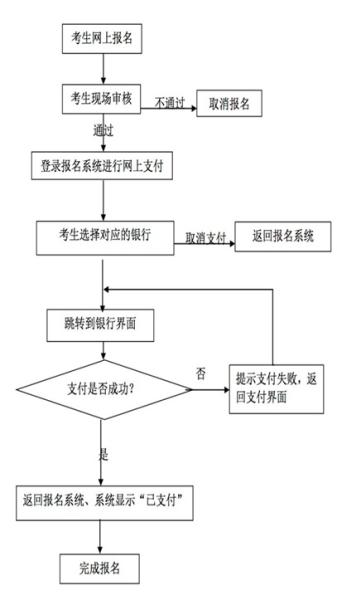 考生网上报名
考生现场审核
不通过
取消报名
通过
登录报名系统进行网上支付
考生选择对应的银行
取消支付
返回报名系统
跳转到银行界面
支付是否成功？
否
提示支付失败，返
回支付界面
是
返回报名系统、系统显示“已支付”
完成报名